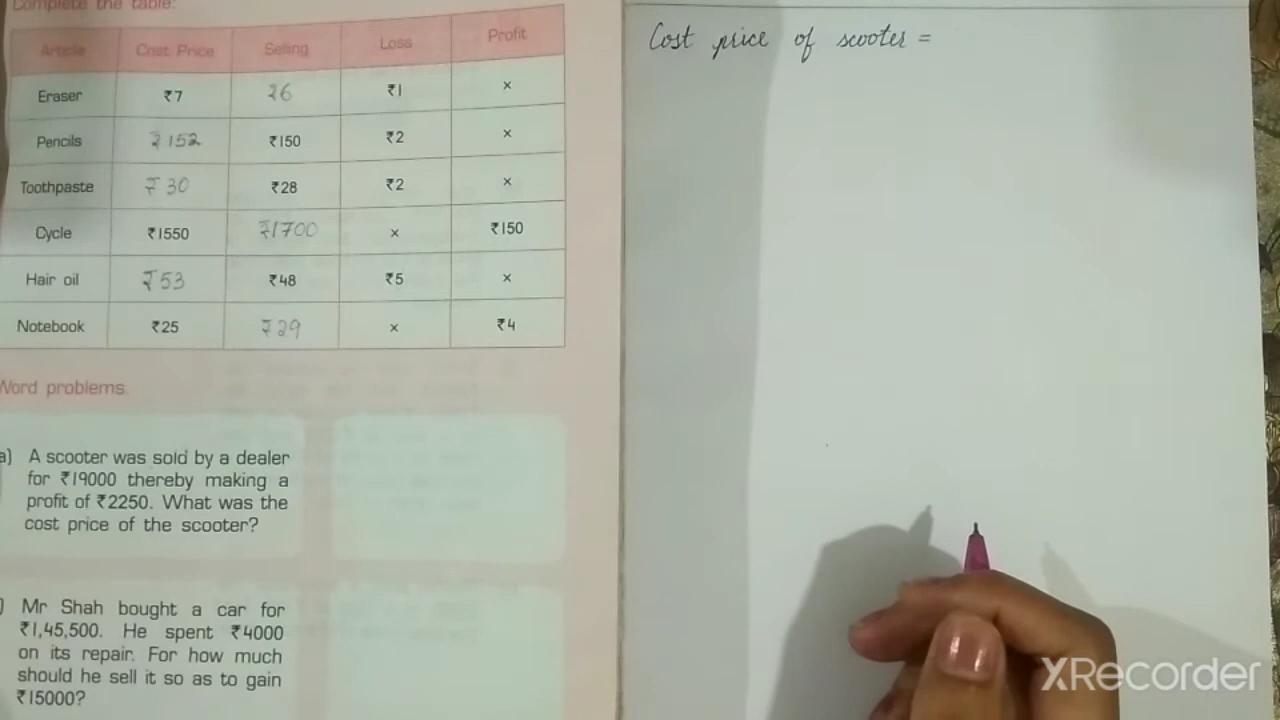 Complete the table:
Article Cost Price Selling Loss Profit
Eraser ₹7 ₹6 ₹1 ×
Pencils ₹152 ₹150 ₹2 ×
Toothpaste ₹30 ₹28 ₹2 ×
Cycle ₹1550 ₹1700 × ₹150
Hair oil ₹53 ₹48 ₹5 ×
Notebook ₹25 ₹29 × ₹4
Word problems.
a) A scooter was sold by a dealer
for ₹19000 thereby making a
profit of ₹2250. What was the
cost price of the scooter?
) Mr Shah bought a car for
₹1,45,500. He spent ₹4000
on its repair. For how much
should he sell it so as to gain
₹15000?
Cost price of scooter =
XRecorder